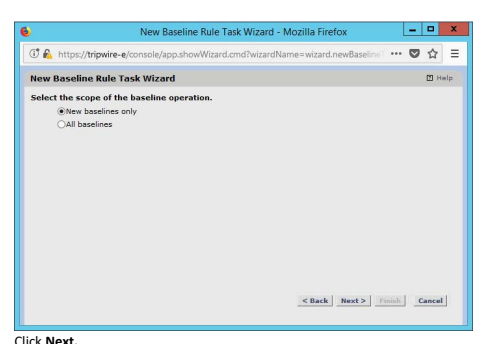 New Baseline Rule Task Wizard - Mozilla Firefox
https://tripwire-e/console/app.showWizard.cmd?wizardName=wizard.newBaseline
New Baseline Rule Task Wizard
Help
Select the scope of the baseline operation.
New baselines only
All baselines
< Back Next > Finish Cancel
Click Next.